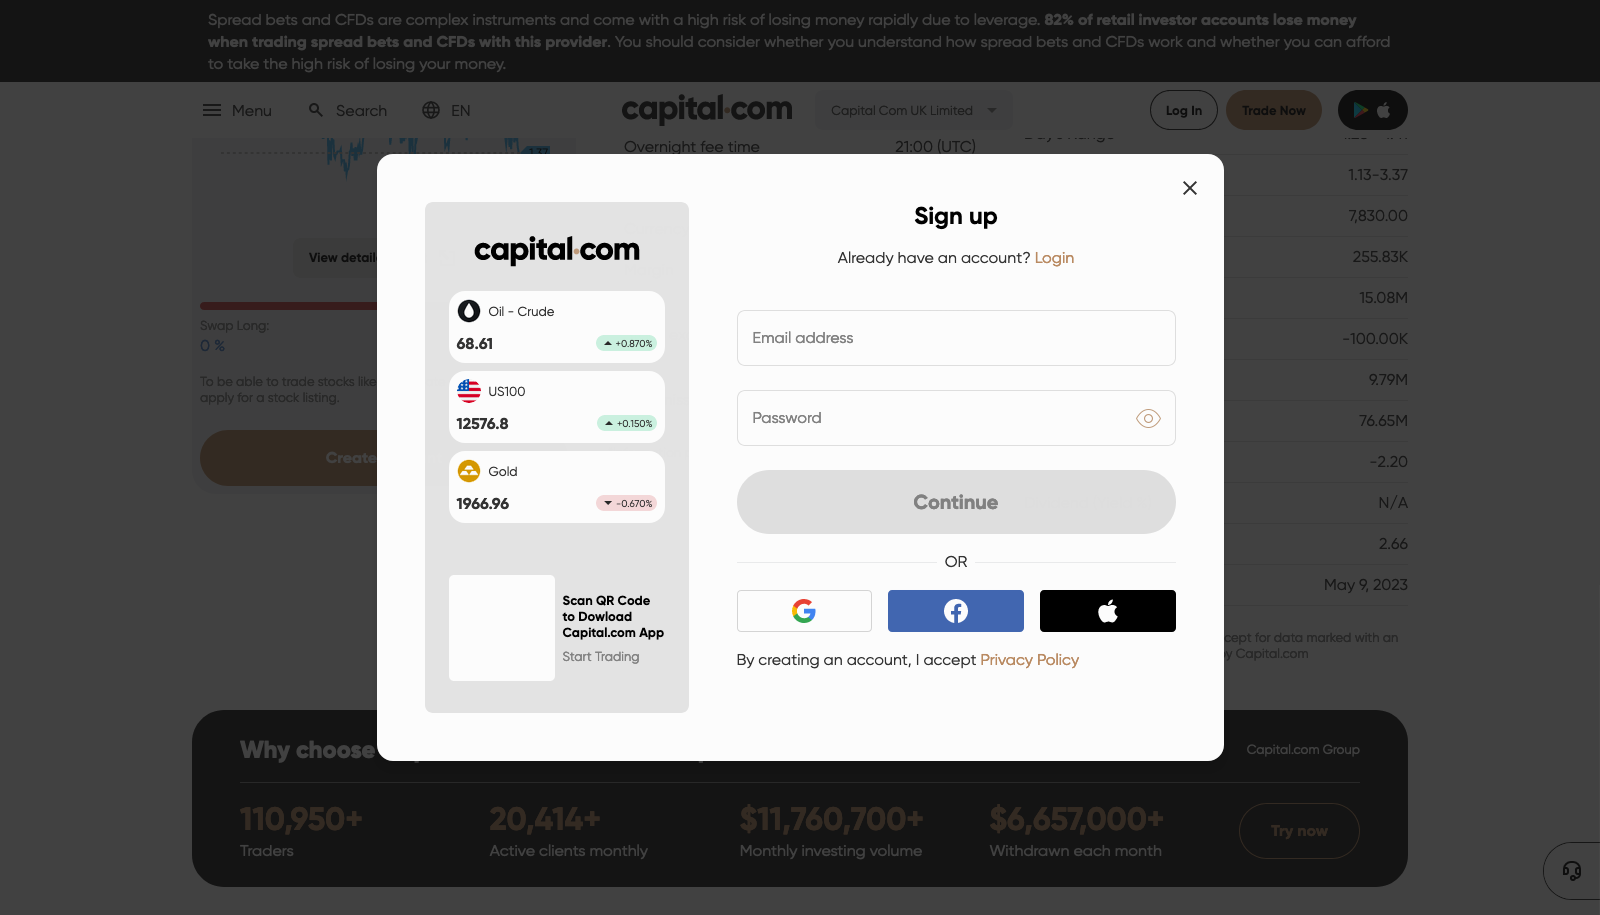 Spread bets and CFDs are complex instruments and come with a high risk of losing money rapidly due to leverage. 82% of retail investor accounts lose money
when trading spread bets and CFDs with this provider. You should consider whether you understand how spread bets and CFDs work and whether you can afford
to take the high risk of losing your money.
Menu
Search
EN
capital.com
Capital Com UK Limited
Log In
Trade Now
Overnight fee time
21:00 (UTC)
1.13-3.37
7,830.00
255.83K
15.08M
-100.00K
9.79M
76.65M
-2.20
N/A
2.66
May 9, 2023
View
Swap Long:
0 %
To be able to trade stocks
apply for a stock listing.
Create
Sign up
Already have an account? Login
capital.com
Oil - Crude
68.61
+0.870%
US100
12576.8
+0.150%
Gold
1966.96
-0.670%
Scan QR Code
to Dowload
Capital.com App
Start Trading
Email address
Password
Continue
OR
By creating an account, I accept Privacy Policy
for data marked with an
by Capital.com
Why choose
Capital.com Group
110,950+
Traders
20,414+
Active clients monthly
$11,760,700+
Monthly investing volume
$6,657,000+
Withdrawn each month
Try now